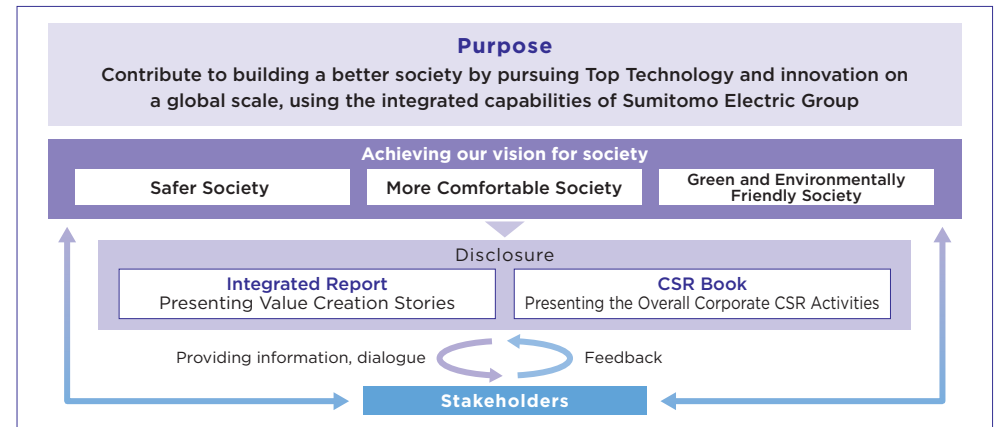 Purpose
Contribute to building a better society by pursuing Top Technology and innovation on
a global scale, using the integrated capabilities of Sumitomo Electric Group
Achieving our vision for society
Safer Society
More Comfortable Society
Green and Environmentally
Friendly Society
Disclosure
Integrated Report
Presenting Value Creation Stories
CSR Book
Presenting the Overall Corporate CSR Activities
Providing information, dialogue
Feedback
Stakeholders